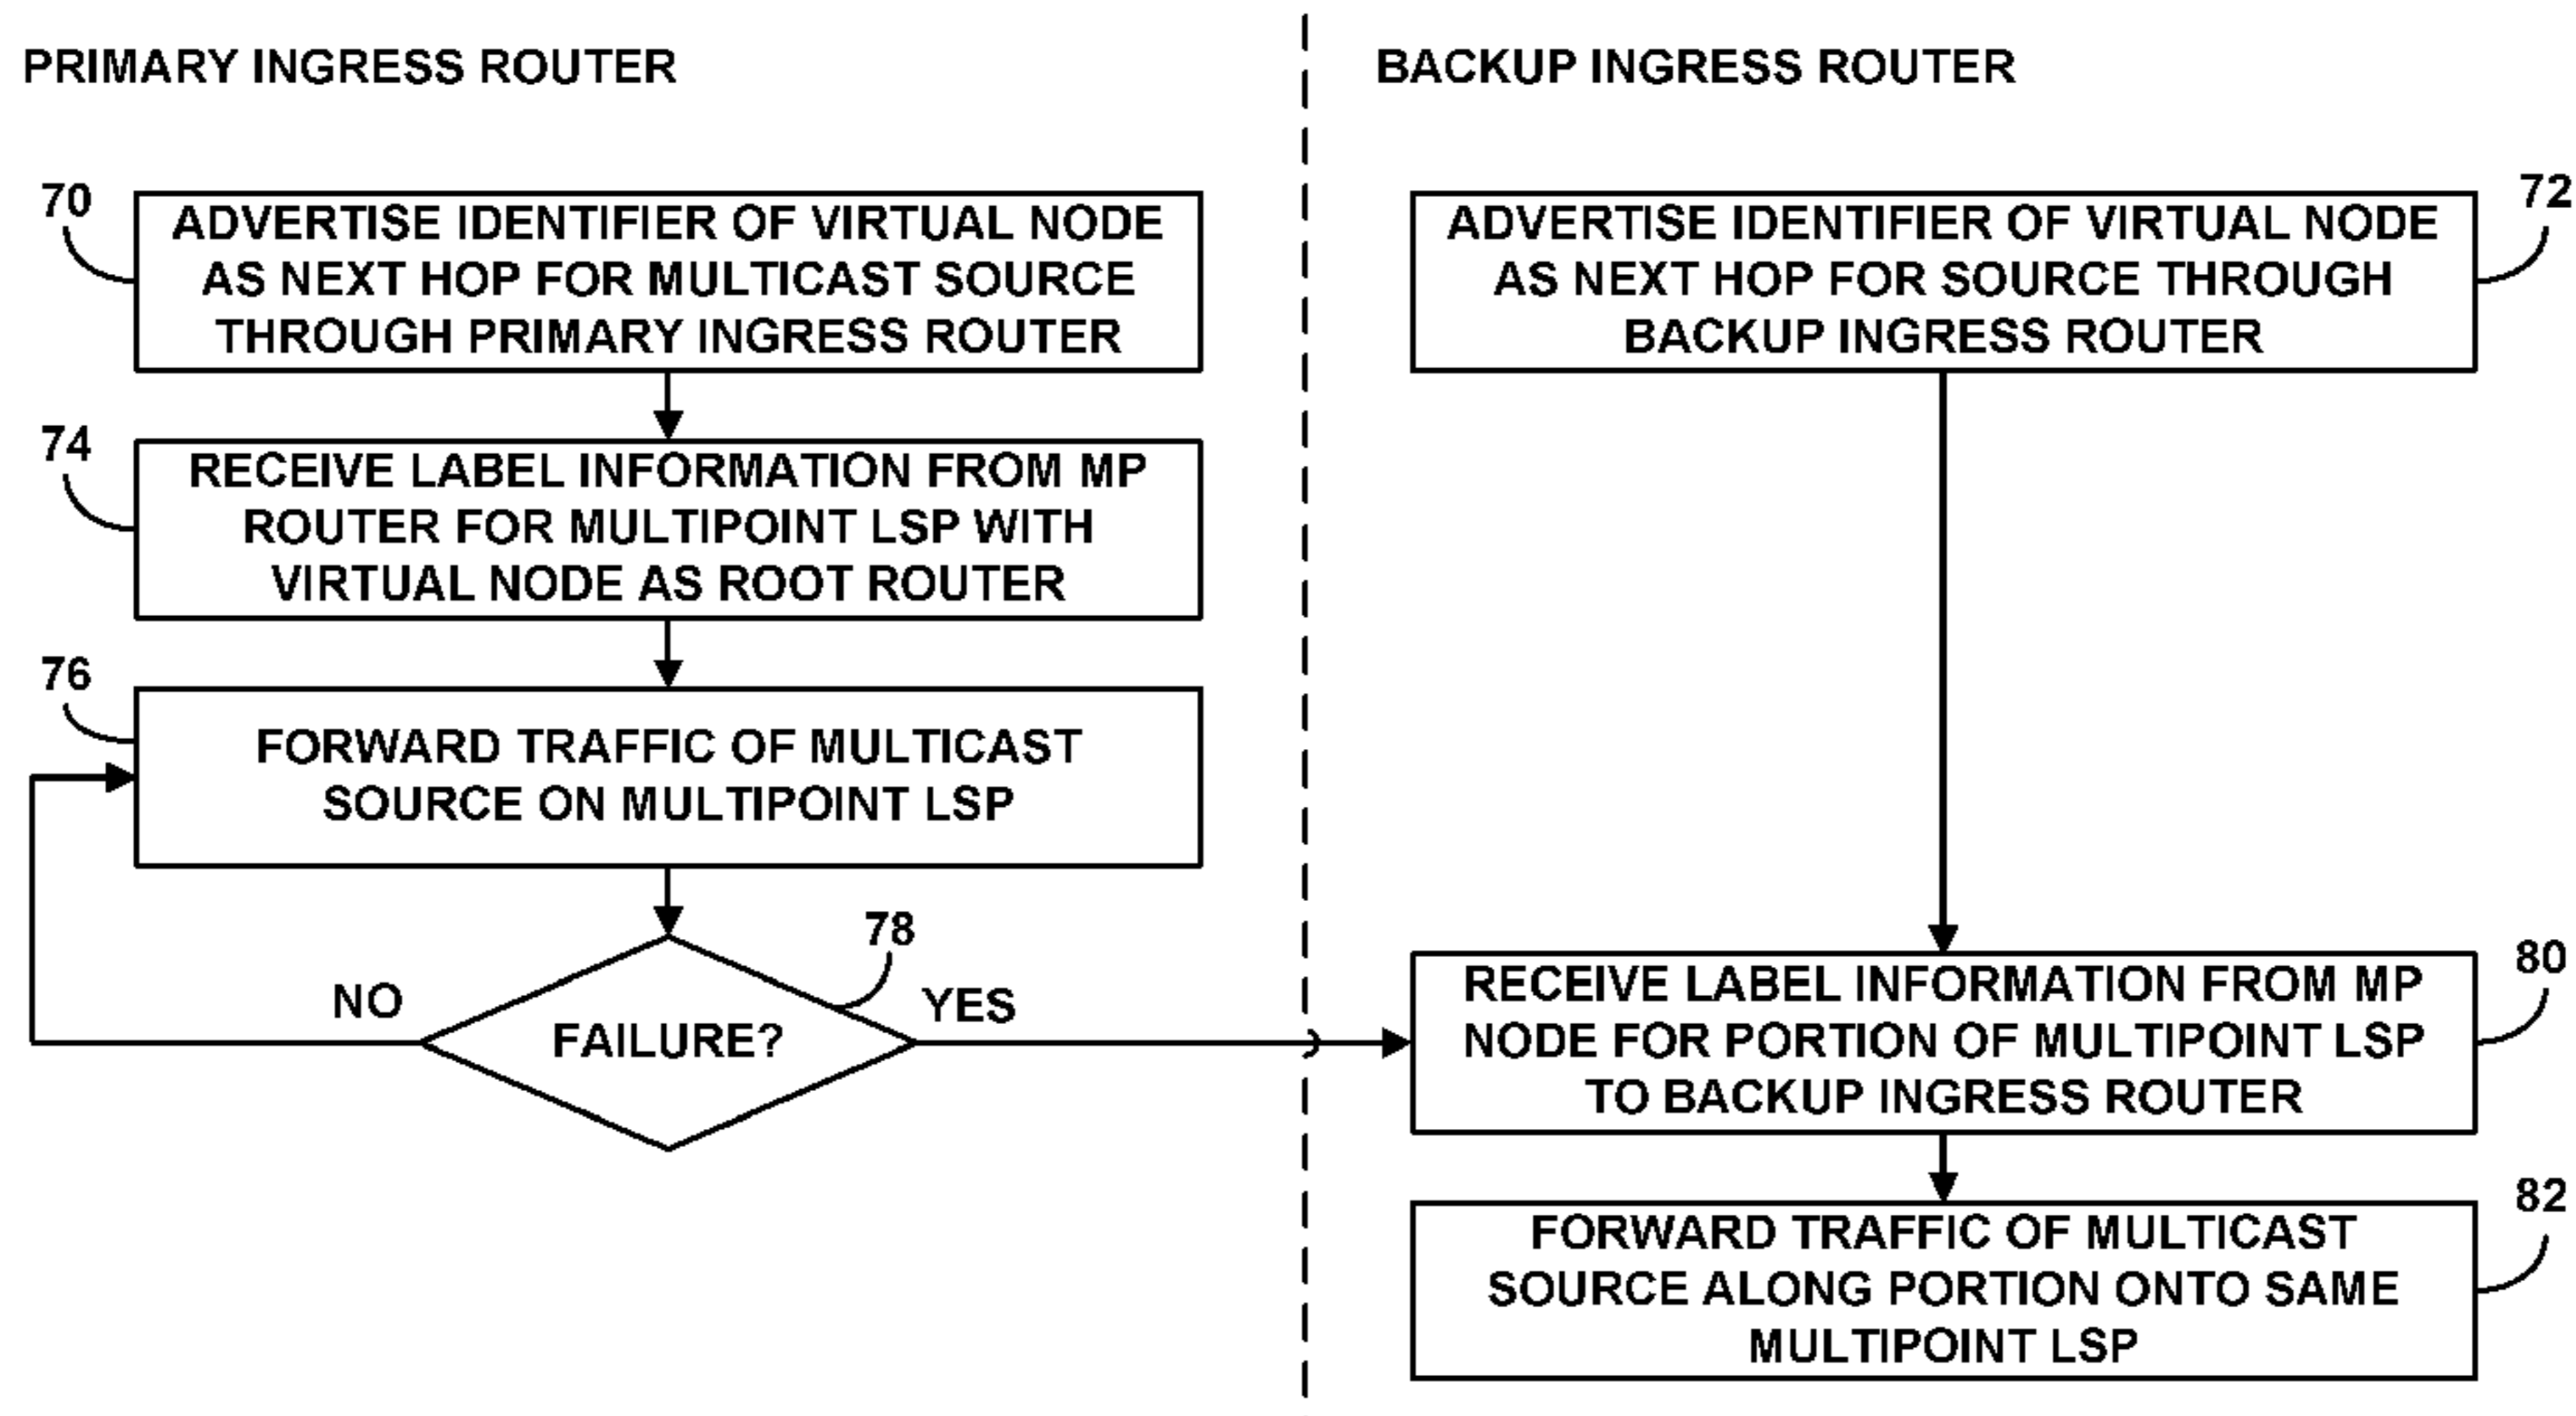 PRIMARY INGRESS ROUTER
70
ADVERTISE IDENTIFIER OF VIRTUAL NODE
AS NEXT HOP FOR MULTICAST SOURCE
THROUGH PRIMARY INGRESS ROUTER
74
RECEIVE LABEL INFORMATION FROM MP
ROUTER FOR MULTIPOINT LSP WITH
VIRTUAL NODE AS ROOT ROUTER
76
FORWARD TRAFFIC OF MULTICAST
SOURCE ON MULTIPOINT LSP
78
NO
FAILURE?
YES
BACKUP INGRESS ROUTER
72
ADVERTISE IDENTIFIER OF VIRTUAL NODE
AS NEXT HOP FOR SOURCE THROUGH
BACKUP INGRESS ROUTER
80
RECEIVE LABEL INFORMATION FROM MP
NODE FOR PORTION OF MULTIPOINT LSP
TO BACKUP INGRESS ROUTER
82
FORWARD TRAFFIC OF MULTICAST
SOURCE ALONG PORTION ONTO SAME
MULTIPOINT LSP